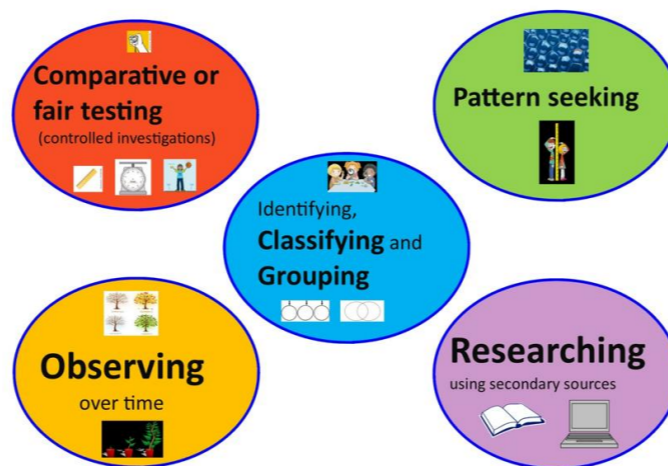 Comparative or
fair testing
(controlled investigations)
Pattern seeking
Identifying,
Classifying and
Grouping
Observing
over time
Researching
using secondary sources